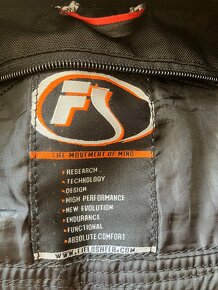 FS
THE MOVEMENT OF MIND
• RESEARCH
• TECHNOLOGY
• DESIGN
• HIGH PERFORMANCE
• NEW EVOLUTION
• ENDURANCE
• FUNCTIONAL
• ABSOLUTE COMFORT